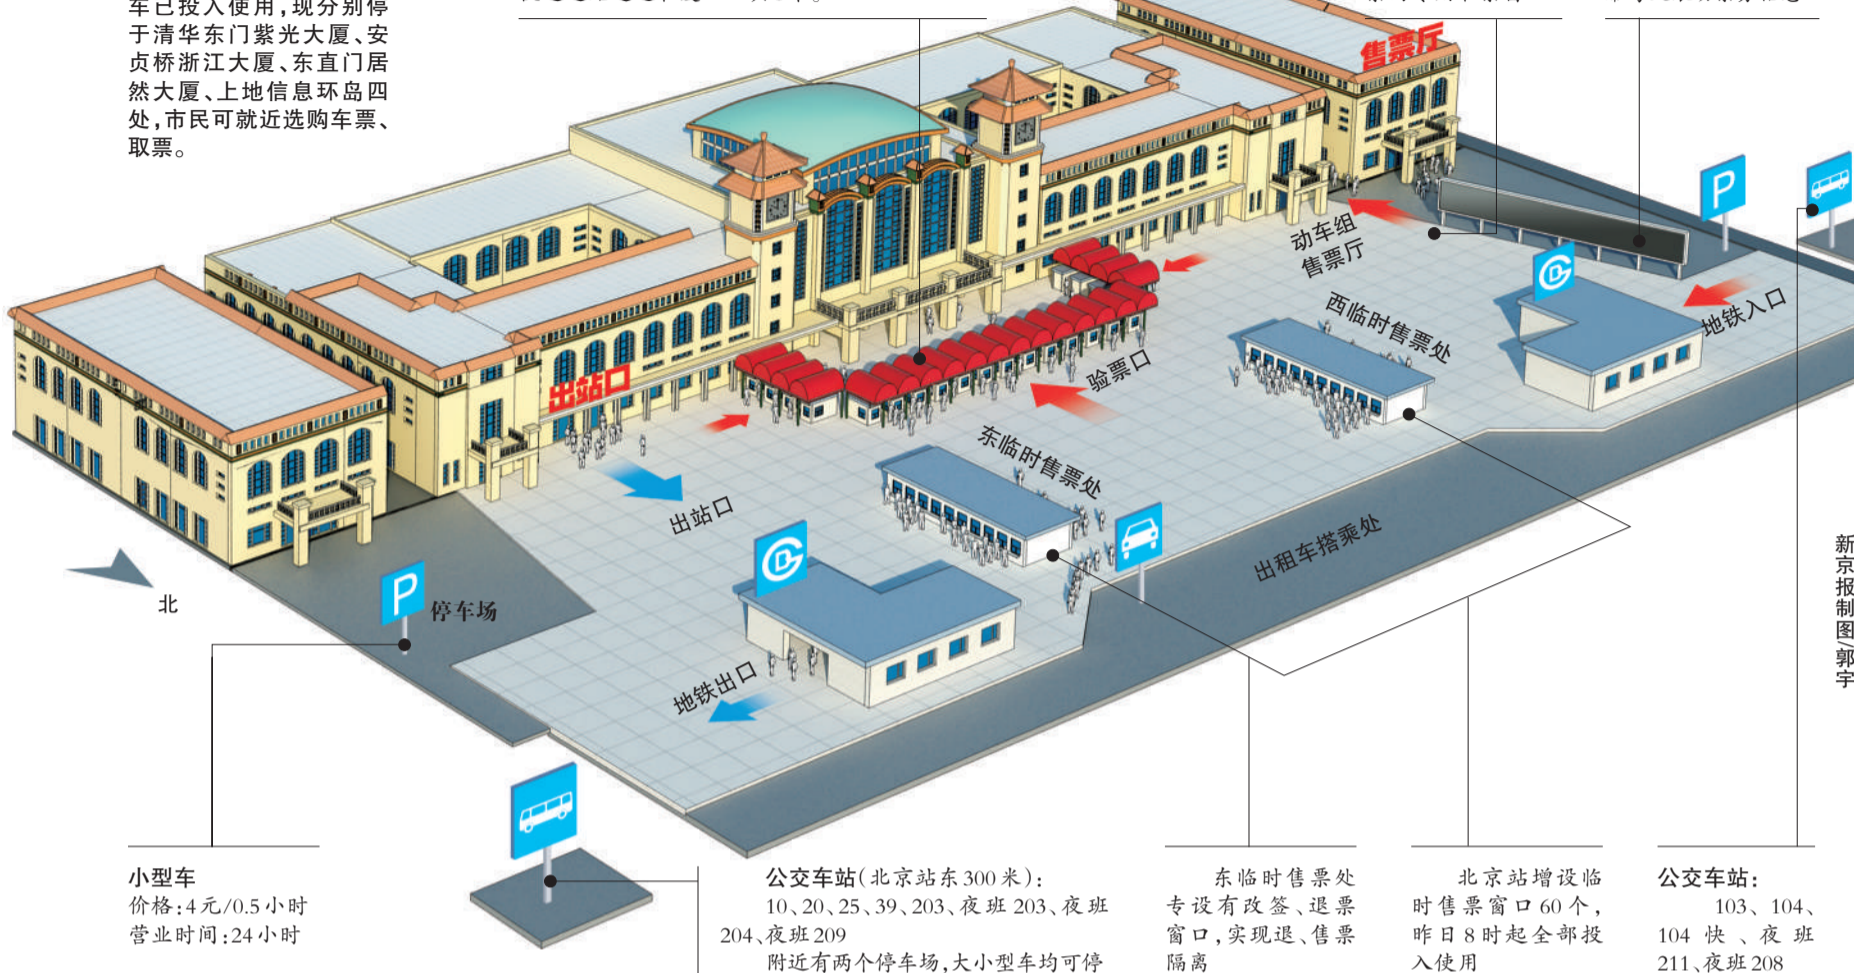 车已投入使用,现分别停
于清华东门紫光大厦、安
贞桥浙江大厦、东直门居
然大厦、上地信息环岛四
处,市民可就近选购车票、
取票。
售票厅
P
动车组
售票厅
西临时售票处
地铁入口
验票口
出站口
东临时售票处
出站口
出租车搭乘处
北
P
停车场
地铁出口
新京报制图/郭宇
小型车
价格:4元/0.5小时
营业时间:24小时
公交车站(北京站东300米):
10、20、25、39、203、夜班203、夜班
204、夜班209
附近有两个停车场,大小型车均可停
东临时售票处
专设有改签、退票
窗口,实现退、售票
隔离
北京站增设临
时售票窗口60个,
昨日8时起全部投
入使用
公交车站:
103、104、
104快、夜班
211、夜班208